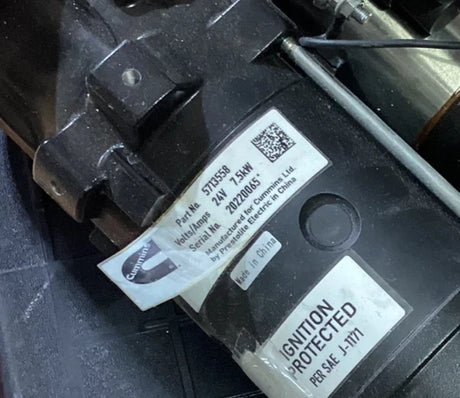 Cummins
Part No. 5713558
Volts/Amps 24V 7.5kW
Serial No. 20220065*
Manufactured for Cummins Ltd
by Prestolite Electric in China
Made in China
IGNITION
PROTECTED
PER SAE J-1171